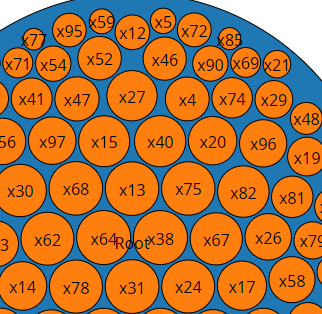 x59 x5
x95 x12 x72
x77 x85
x52 x46
x71 x54 x90 x69 x21
x41 x47 x27 x4 x74 x29
x48
56 x97 x15 x40 x20 x96
x19
x30 x68 x13 x75 x82 x81
3 x62 x64 Root x38 x67 x26 x79
x14 x78 x31 x24 x17 x58